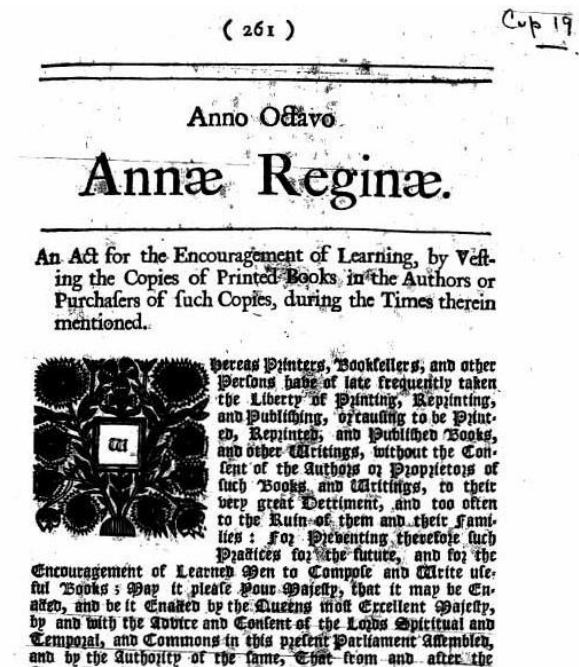 ( 261 )
Cup 19
Anno Octavo
Annæ Reginæ.
An Act for the Encouragement of Learning, by Veſt-
ing the Copies of Printed Books in the Authors or
Purchaſers of ſuch Copies, during the Times therein
mentioned.
Whereas Printers, Bookſellers, and other
Perſons have of late frequently taken
the Liberty of Printing, Reprinting,
and Publiſhing, or cauſing to be Print-
ed, Reprinted, and Publiſhed Books,
and other Writings, without the Con-
ſent of the Authors or Proprietors of
ſuch Books and Writings, to their
very great Detriment, and too often
to the Ruin of them and their Fami-
lies : For Preventing therefore ſuch
Practices for the future, and for the
Encouragement of Learned Men to Compoſe and Write uſe-
ful Books ; May it pleaſe Your Majeſty, that it may be En-
acted, and be it Enacted by the Queens moſt Excellent Majeſty,
by and with the Advice and Conſent of the Lords Spiritual and
Temporal, and Commons in this preſent Parliament Aſſembled,
and by the Authority of the ſame, That from and after the